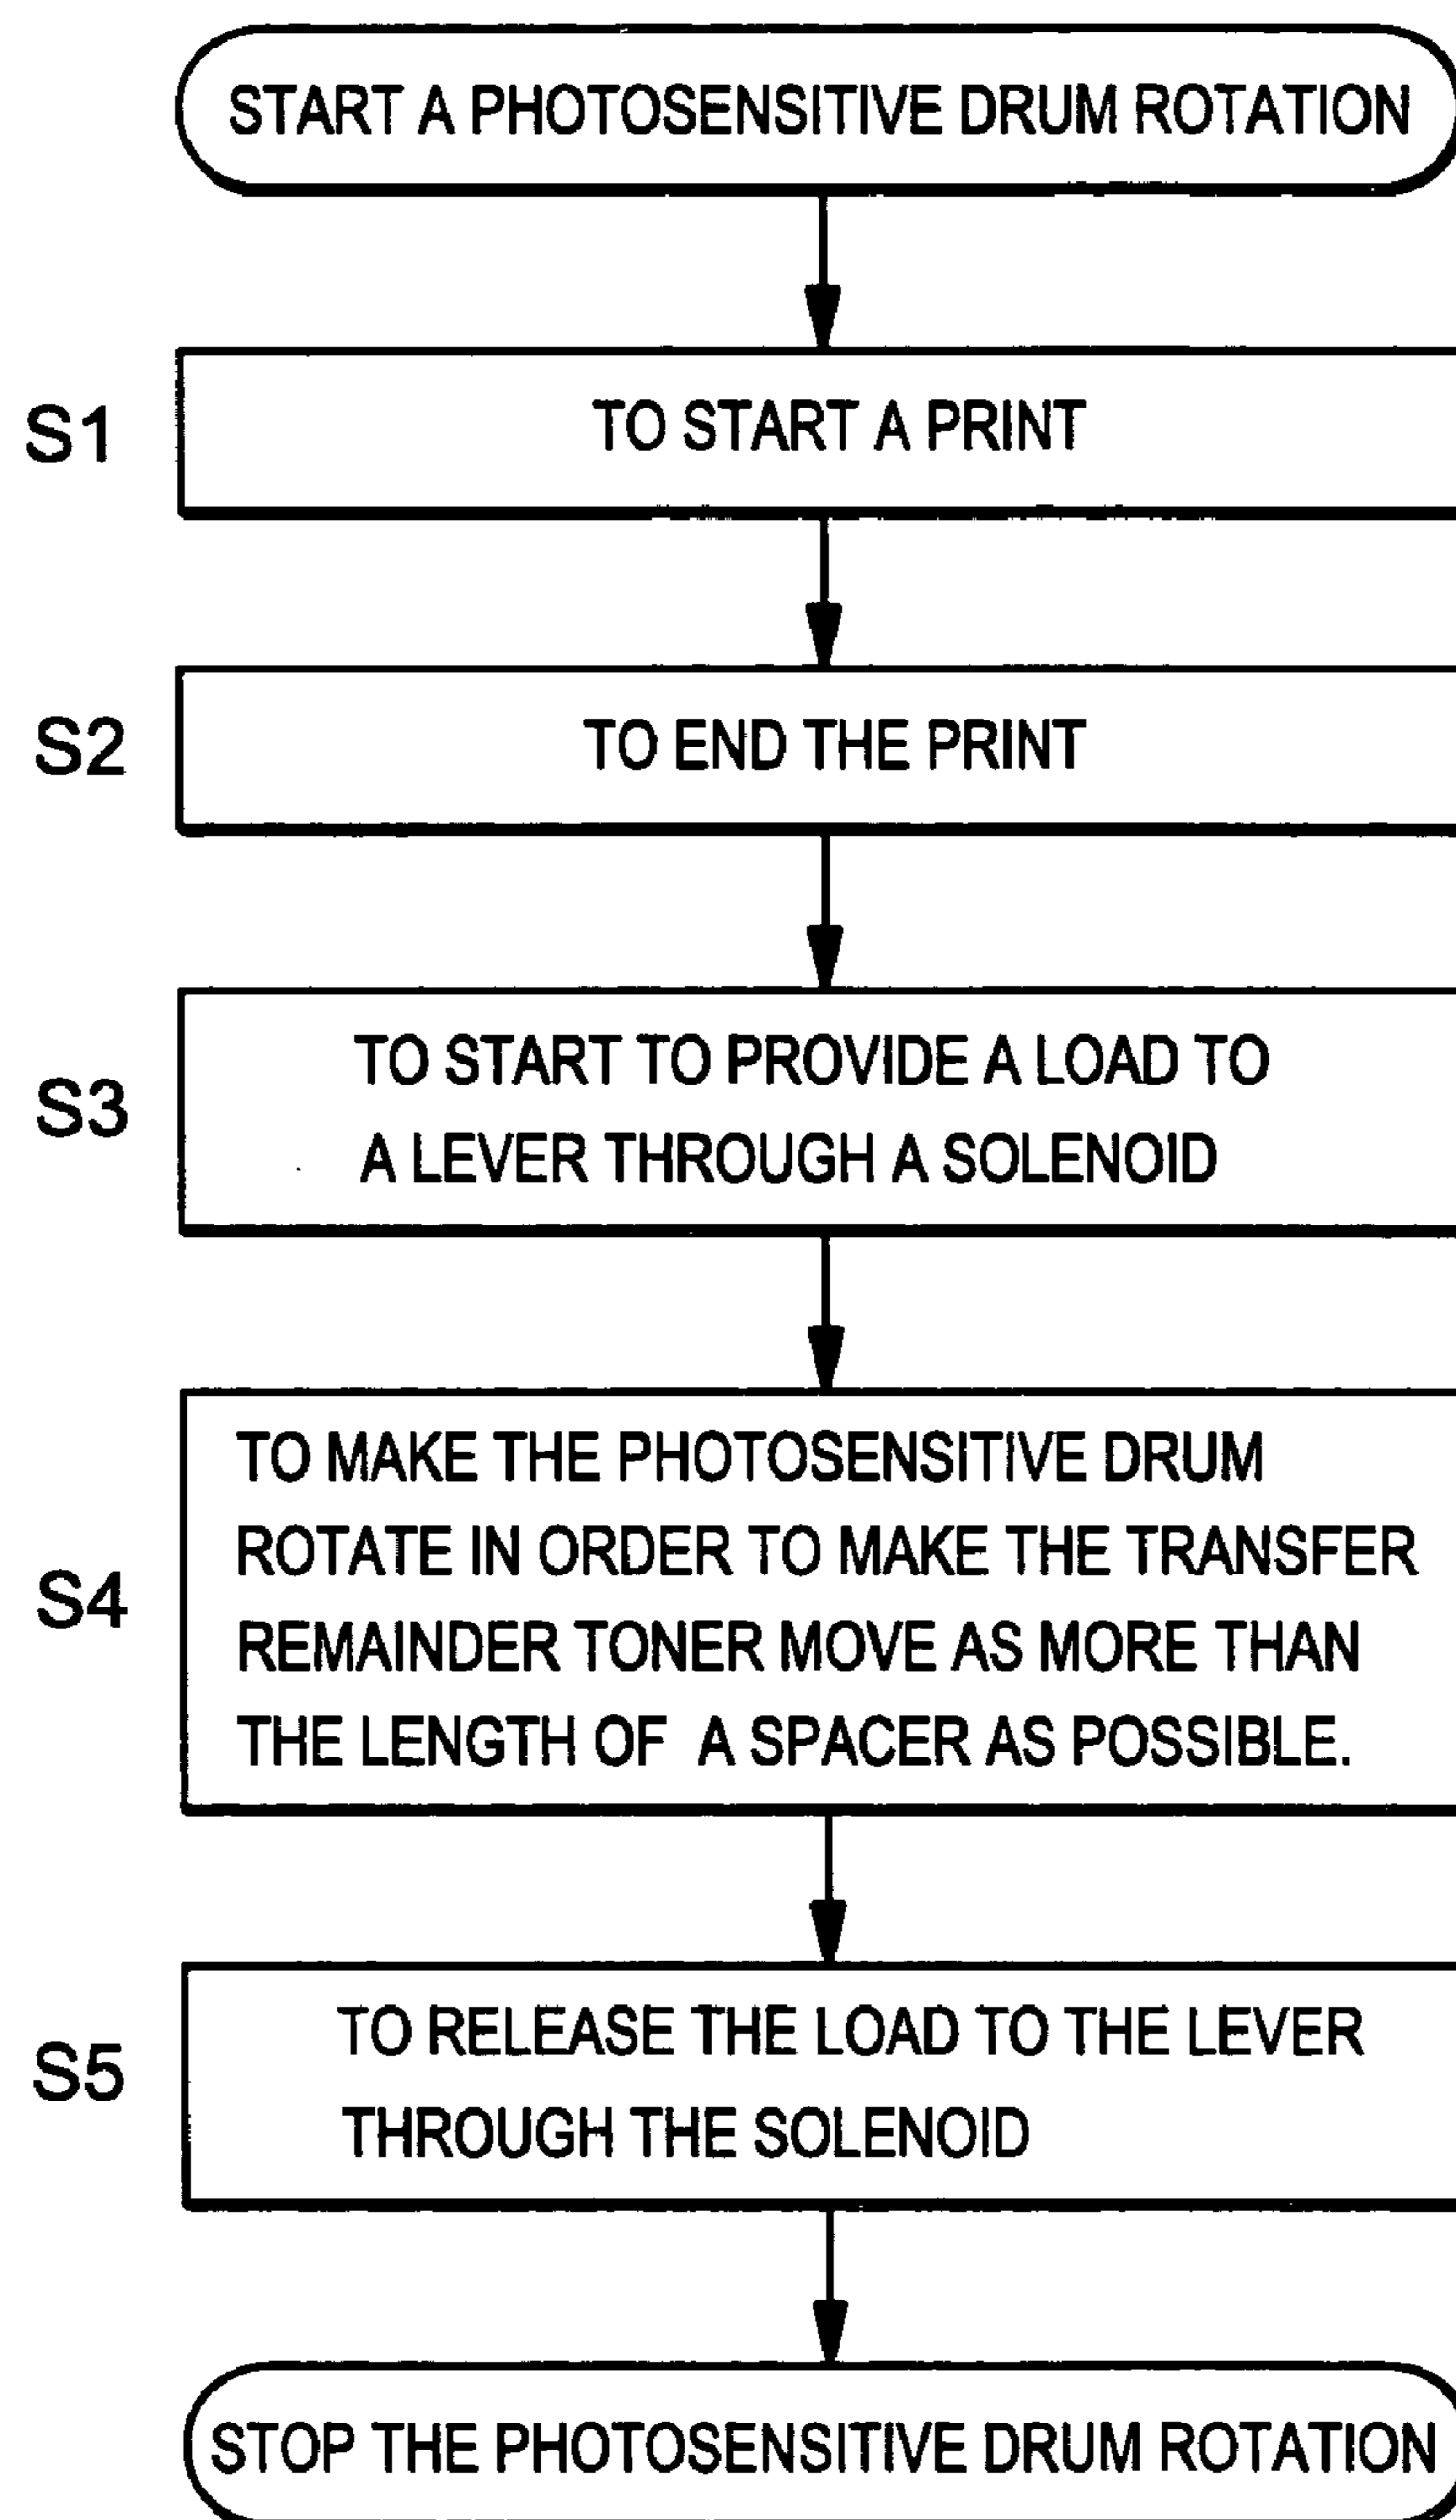 START A PHOTOSENSITIVE DRUM ROTATION
S1
TO START A PRINT
S2
TO END THE PRINT
S3
TO START TO PROVIDE A LOAD TO
A LEVER THROUGH A SOLENOID
S4
TO MAKE THE PHOTOSENSITIVE DRUM
ROTATE IN ORDER TO MAKE THE TRANSFER
REMAINDER TONER MOVE AS MORE THAN
THE LENGTH OF A SPACER AS POSSIBLE.
S5
TO RELEASE THE LOAD TO THE LEVER
THROUGH THE SOLENOID
STOP THE PHOTOSENSITIVE DRUM ROTATION